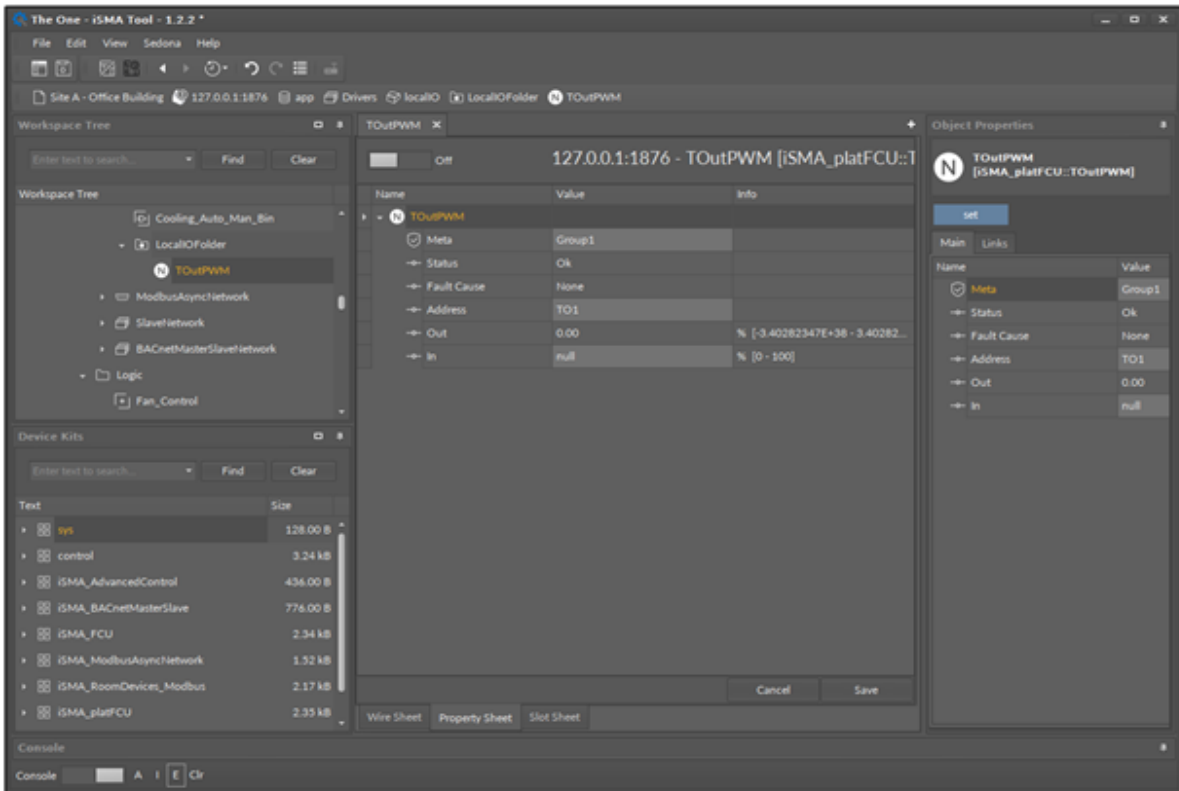 The One - iSMA Tool - 1.2.2 *
File Edit View Sedona Help
Site A - Office Building 127.0.0.1:1876 app Drivers localIO LocalIOFolder TOutPWM
Workspace Tree
Enter text to search... Find Clear
Workspace Tree
Cooling_Auto_Man_Bin
LocalIOFolder
TOutPWM
ModbusAsyncNetwork
SlaveNetwork
BACnetMasterSlaveNetwork
Logic
Fan_Control
Device Kits
Enter text to search... Find Clear
Text Size
sys 128.00 B
control 3.24 kB
iSMA_AdvancedControl 436.00 B
iSMA_BACnetMasterSlave 776.00 B
iSMA_FCU 2.34 kB
iSMA_ModbusAsyncNetwork 1.52 kB
iSMA_RoomDevices_Modbus 2.17 kB
iSMA_platFCU 2.35 kB
TOutPWM
Off 127.0.0.1:1876 - TOutPWM [iSMA_platFCU::T
Name Value Info
TOutPWM
Meta Group1
Status Ok
Fault Cause None
Address TO1
Out 0.00 % [-3.40282347E+38 - 3.40282...
In null % [0 - 100]
Cancel Save
Wire Sheet Property Sheet Slot Sheet
Object Properties
TOutPWM
[iSMA_platFCU::TOutPWM]
set
Main Links
Name Value
Meta Group1
Status Ok
Fault Cause None
Address TO1
Out 0.00
In null
Console
Console A I E Clr